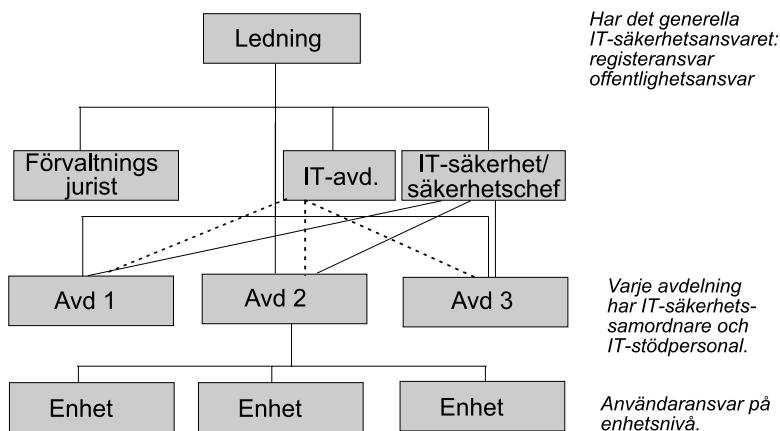 Ledning
Har det generella
IT-säkerhetsansvaret:
registeransvar
offentlighetsansvar
Förvaltnings
jurist
IT-avd.
IT-säkerhet/
säkerhetschef
Avd 1
Avd 2
Avd 3
Varje avdelning
har IT-säkerhets-
samordnare och
IT-stödpersonal.
Enhet
Enhet
Enhet
Användaransvar på
enhetsnivå.